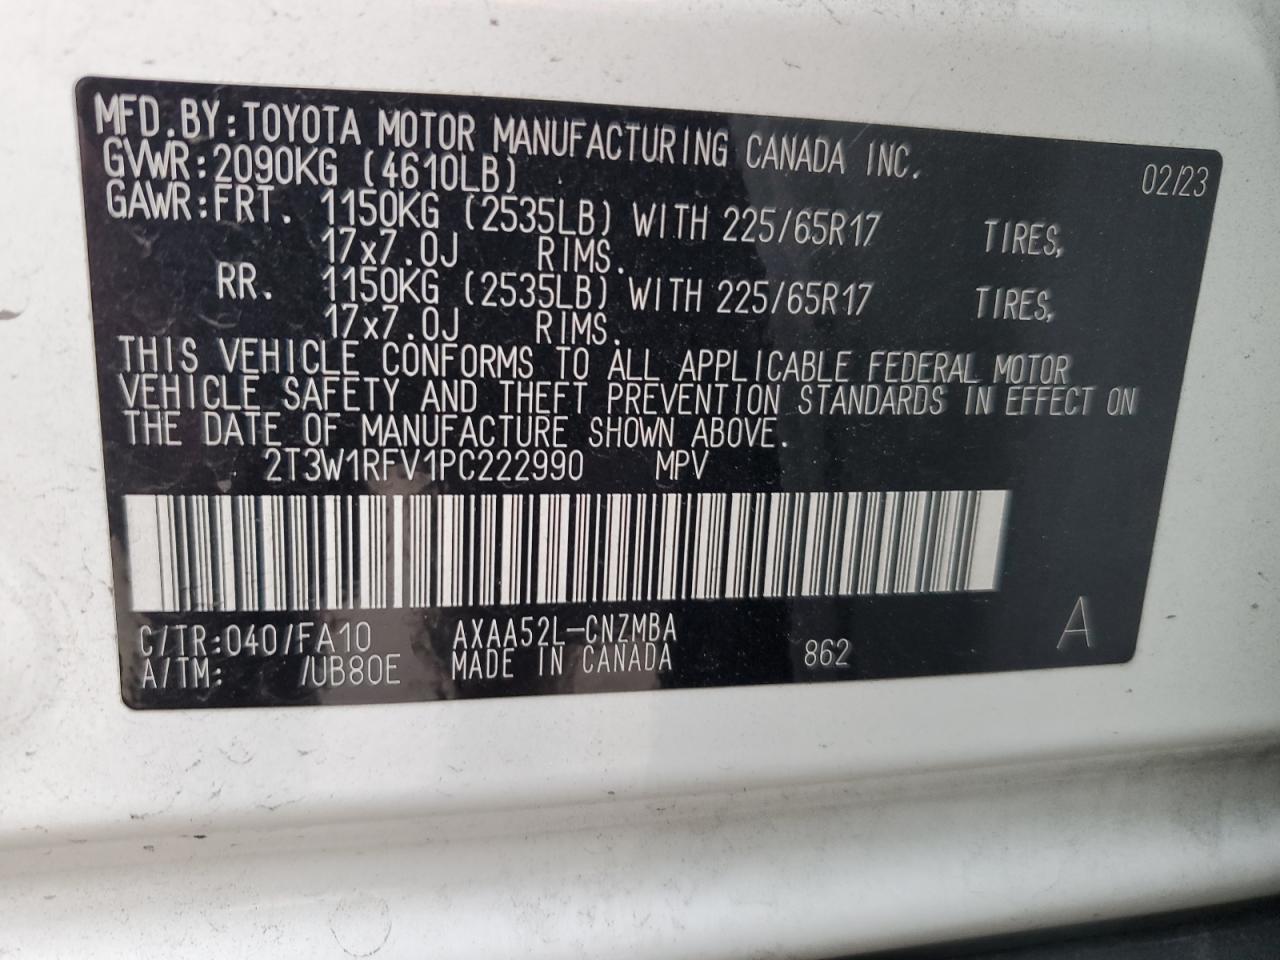 MFD.BY:TOYOTA MOTOR MANUFACTURING CANADA INC. 02/23
GVWR:2090KG (4610LB)
GAWR:FRT. 1150KG (2535LB) WITH 225/65R17 TIRES,
17x7.0J RIMS.
RR. 1150KG (2535LB) WITH 225/65R17 TIRES,
17x7.0J RIMS.
THIS VEHICLE CONFORMS TO ALL APPLICABLE FEDERAL MOTOR
VEHICLE SAFETY AND THEFT PREVENTION STANDARDS IN EFFECT ON
THE DATE OF MANUFACTURE SHOWN ABOVE.
2T3W1RFV1PC222990 MPV
C/TR:040/FA10 AXAA52L-CNZMBA
A/TM: /UB80E MADE IN CANADA 862 A